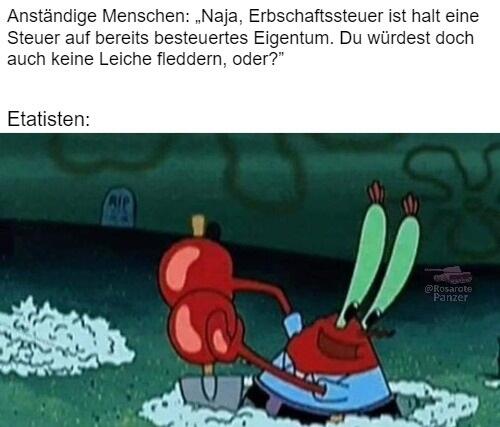 Anständige Menschen: „Naja, Erbschaftssteuer ist halt eine
Steuer auf bereits besteuertes Eigentum. Du würdest doch
auch keine Leiche fleddern, oder?”
Etatisten:
RIP
@Rosarote
Panzer